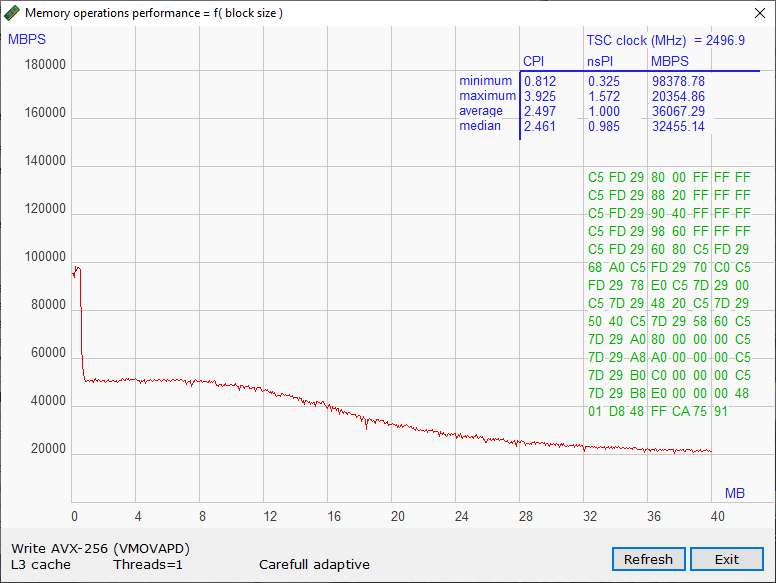 Memory operations performance = f( block size )
MBPS
TSC clock (MHz) = 2496.9
CPI nsPI MBPS
minimum 0.812 0.325 98378.78
maximum 3.925 1.572 20354.86
average 2.497 1.000 36067.29
median 2.461 0.985 32455.14
180000
160000
140000
120000
100000
80000
60000
40000
20000
C5 FD 29 80 00 FF FF FF
C5 FD 29 88 20 FF FF FF
C5 FD 29 90 40 FF FF FF
C5 FD 29 98 60 FF FF FF
C5 FD 29 60 80 C5 FD 29
68 A0 C5 FD 29 70 C0 C5
FD 29 78 E0 C5 7D 29 00
C5 7D 29 48 20 C5 7D 29
50 40 C5 7D 29 58 60 C5
7D 29 A0 80 00 00 00 C5
7D 29 A8 A0 00 00 00 C5
7D 29 B0 C0 00 00 00 C5
7D 29 B8 E0 00 00 00 48
01 D8 48 FF CA 75 91
MB
0 4 8 12 16 20 24 28 32 36 40
Write AVX-256 (VMOVAPD)
L3 cache Threads=1 Carefull adaptive
Refresh Exit